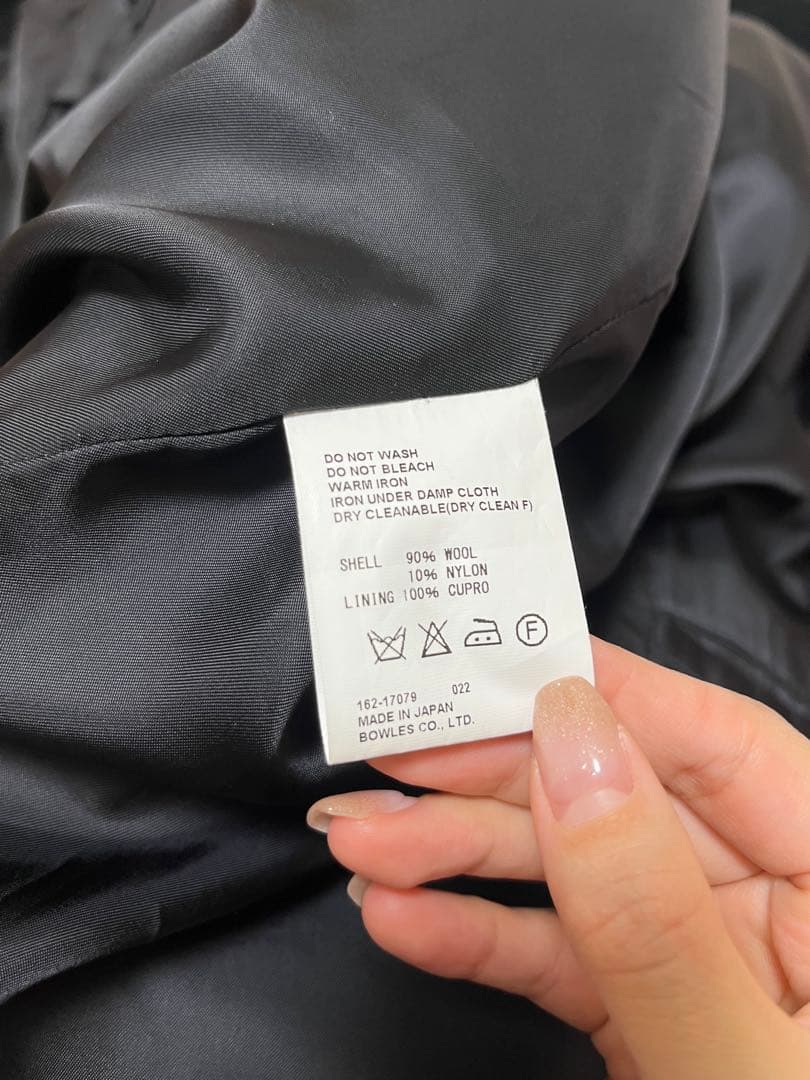 DO NOT WASH
DO NOT BLEACH
WARM IRON
IRON UNDER DAMP CLOTH
DRY CLEANABLE(DRY CLEAN F)
SHELL 90% WOOL
10% NYLON
LINING 100% CUPRO
F
162-17079 022
MADE IN JAPAN
BOWLES CO., LTD.